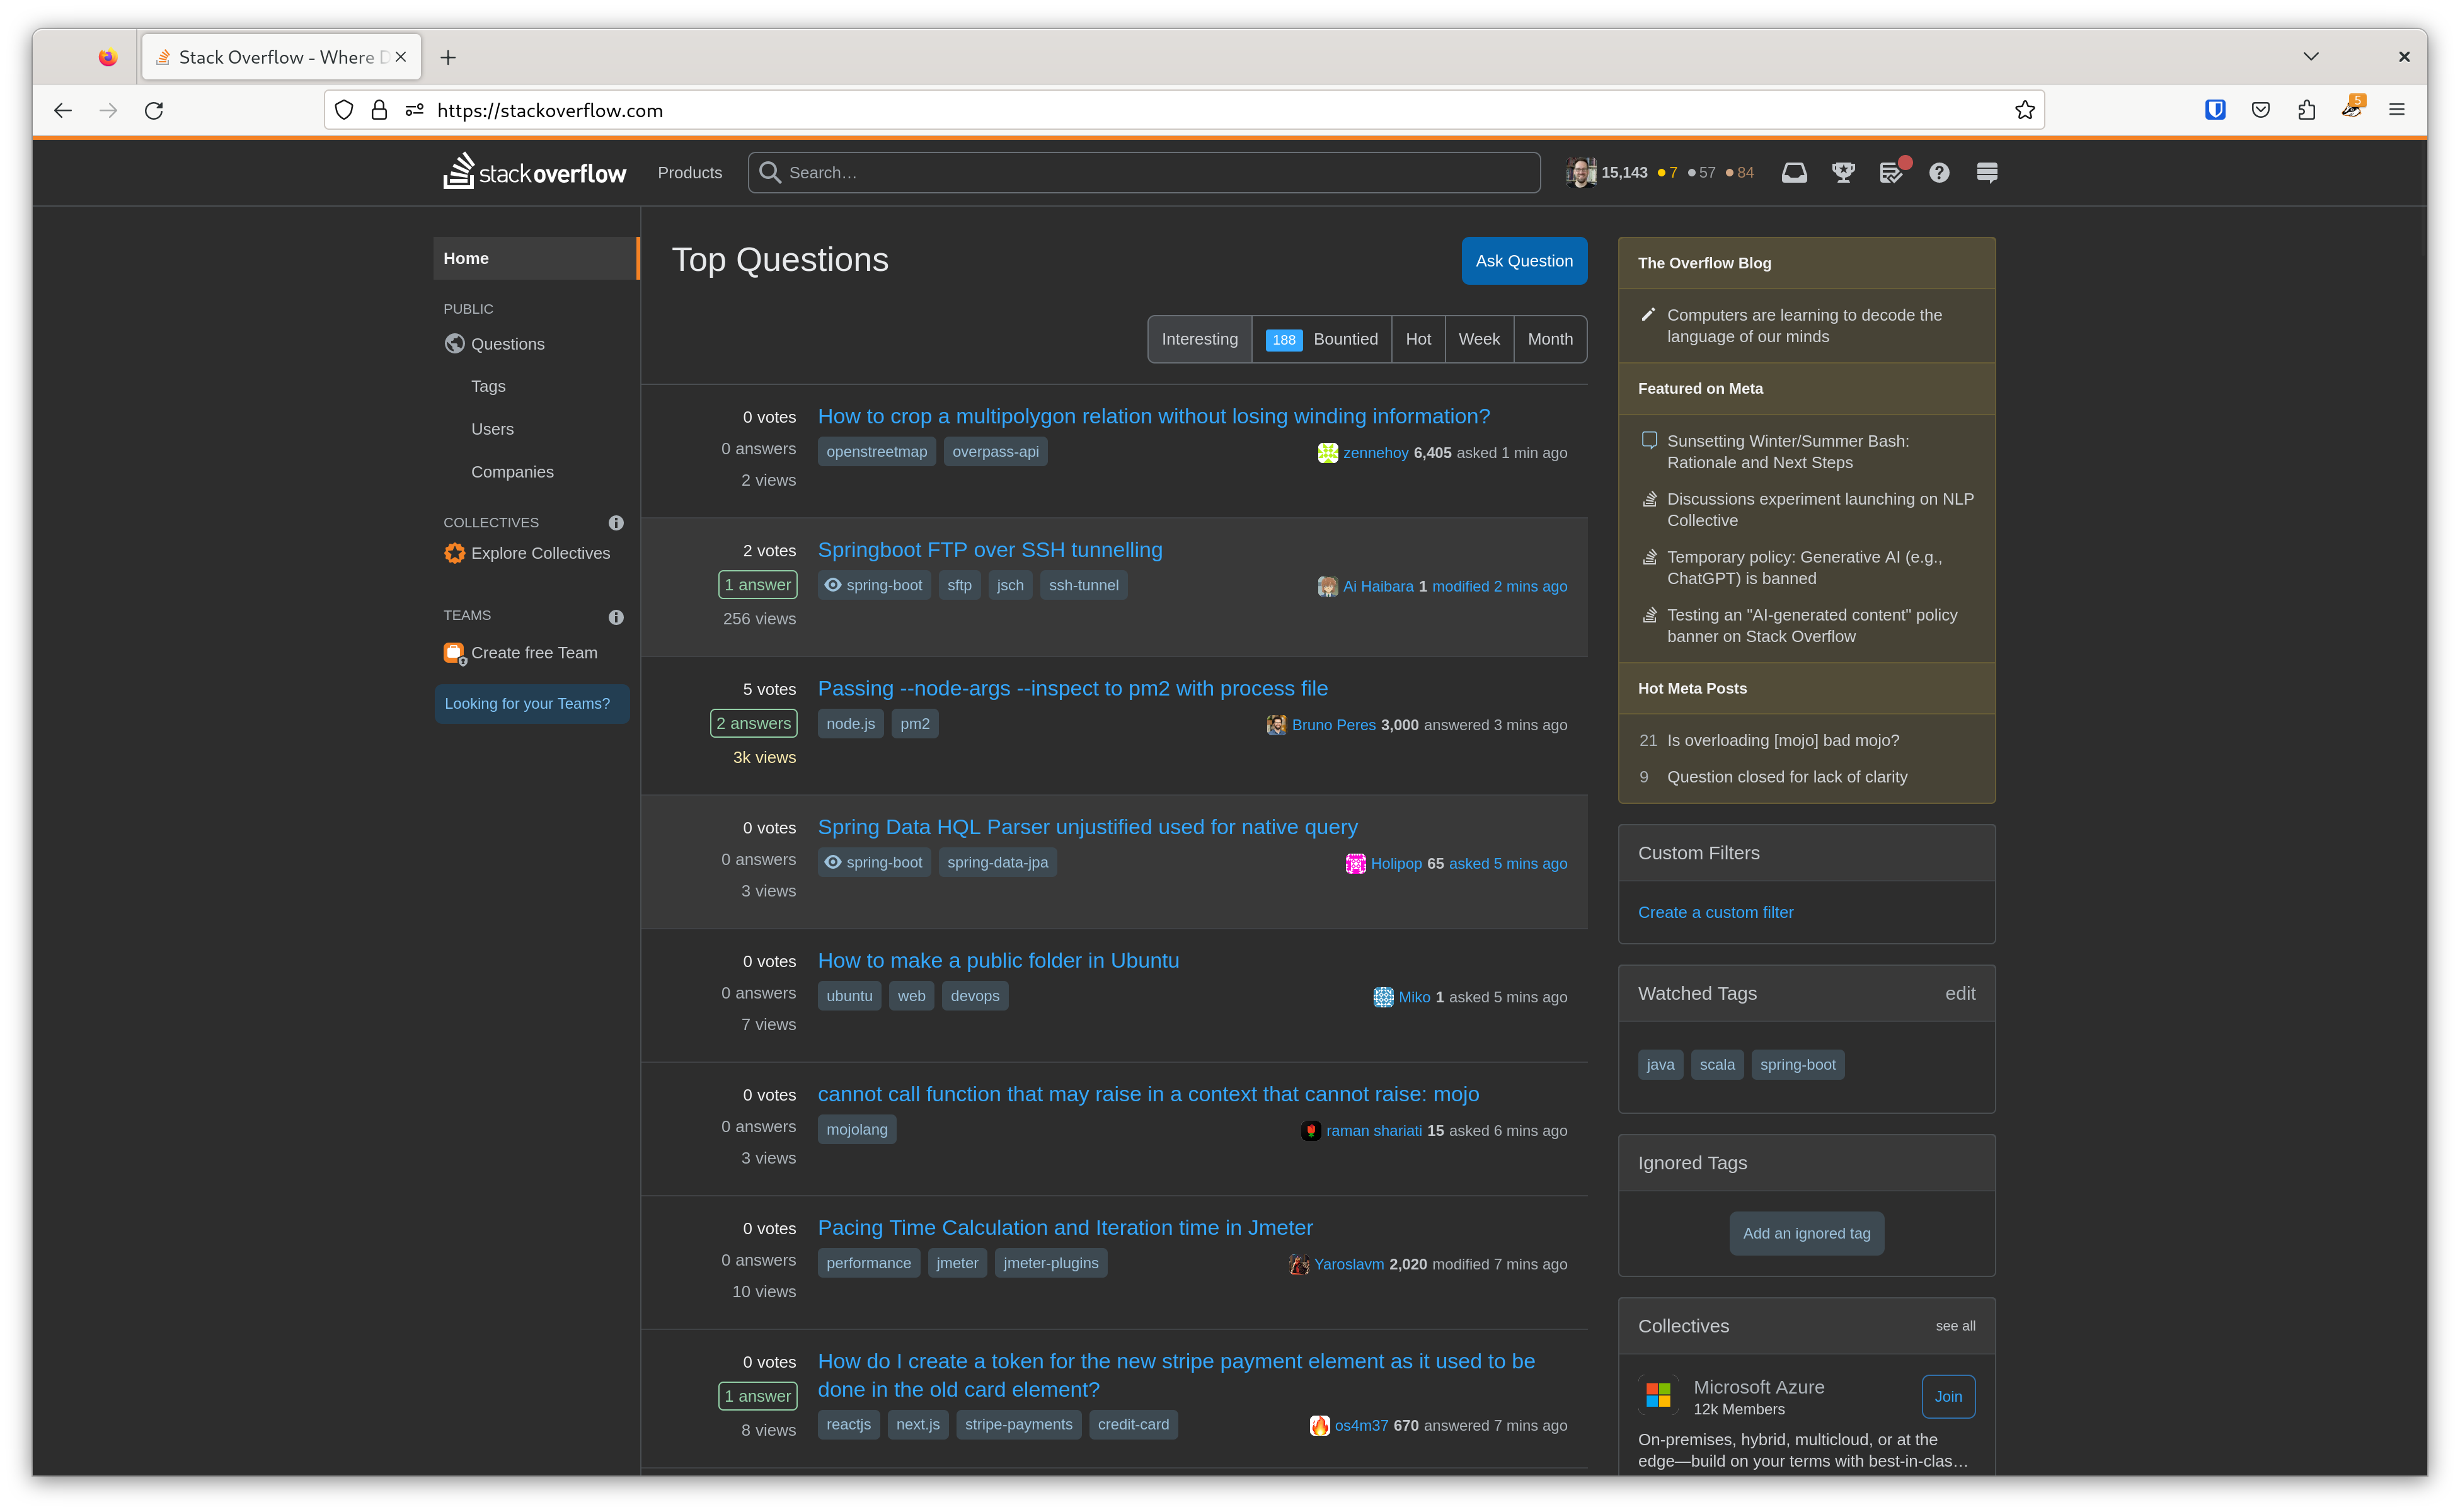 Stack Overflow - Where D
https://stackoverflow.com
5
stackoverflow
Products
Search…
15,143 7 57 84
Home
PUBLIC
Questions
Tags
Users
Companies
COLLECTIVES
Explore Collectives
TEAMS
Create free Team
Looking for your Teams?
Top Questions
Ask Question
Interesting
188 Bountied
Hot
Week
Month
0 votes
0 answers
2 views
How to crop a multipolygon relation without losing winding information?
openstreetmap overpass-api
zennehoy 6,405 asked 1 min ago
2 votes
1 answer
256 views
Springboot FTP over SSH tunnelling
spring-boot sftp jsch ssh-tunnel
Ai Haibara 1 modified 2 mins ago
5 votes
2 answers
3k views
Passing --node-args --inspect to pm2 with process file
node.js pm2
Bruno Peres 3,000 answered 3 mins ago
0 votes
0 answers
3 views
Spring Data HQL Parser unjustified used for native query
spring-boot spring-data-jpa
Holipop 65 asked 5 mins ago
0 votes
0 answers
7 views
How to make a public folder in Ubuntu
ubuntu web devops
Miko 1 asked 5 mins ago
0 votes
0 answers
3 views
cannot call function that may raise in a context that cannot raise: mojo
mojolang
raman shariati 15 asked 6 mins ago
0 votes
0 answers
10 views
Pacing Time Calculation and Iteration time in Jmeter
performance jmeter jmeter-plugins
Yaroslavm 2,020 modified 7 mins ago
0 votes
1 answer
8 views
How do I create a token for the new stripe payment element as it used to be
done in the old card element?
reactjs next.js stripe-payments credit-card
os4m37 670 answered 7 mins ago
The Overflow Blog
Computers are learning to decode the
language of our minds
Featured on Meta
Sunsetting Winter/Summer Bash:
Rationale and Next Steps
Discussions experiment launching on NLP
Collective
Temporary policy: Generative AI (e.g.,
ChatGPT) is banned
Testing an "AI-generated content" policy
banner on Stack Overflow
Hot Meta Posts
21 Is overloading [mojo] bad mojo?
9 Question closed for lack of clarity
Custom Filters
Create a custom filter
Watched Tags edit
java scala spring-boot
Ignored Tags
Add an ignored tag
Collectives see all
Microsoft Azure
12k Members
Join
On-premises, hybrid, multicloud, or at the
edge—build on your terms with best-in-clas…